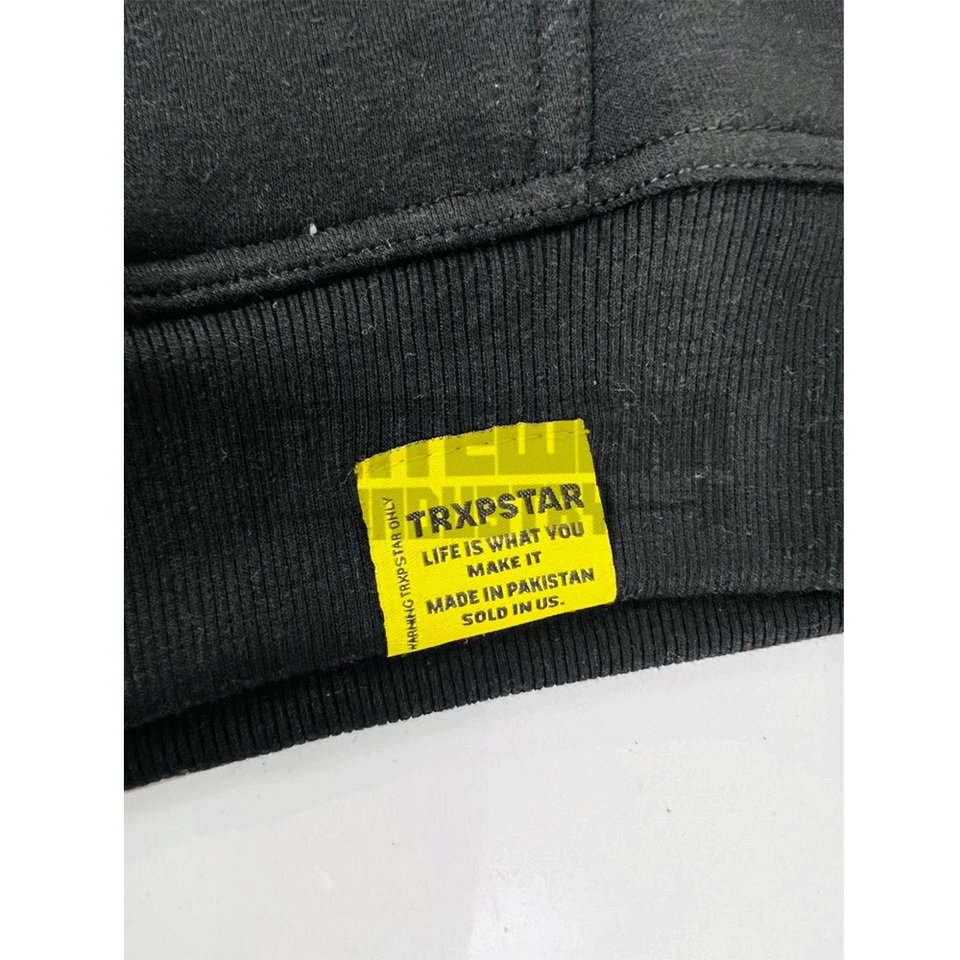 TRXPSTAR
LIFE IS WHAT YOU
MAKE IT
MADE IN PAKISTAN
SOLD IN US.
WARNING TRXPSTAR ONLY